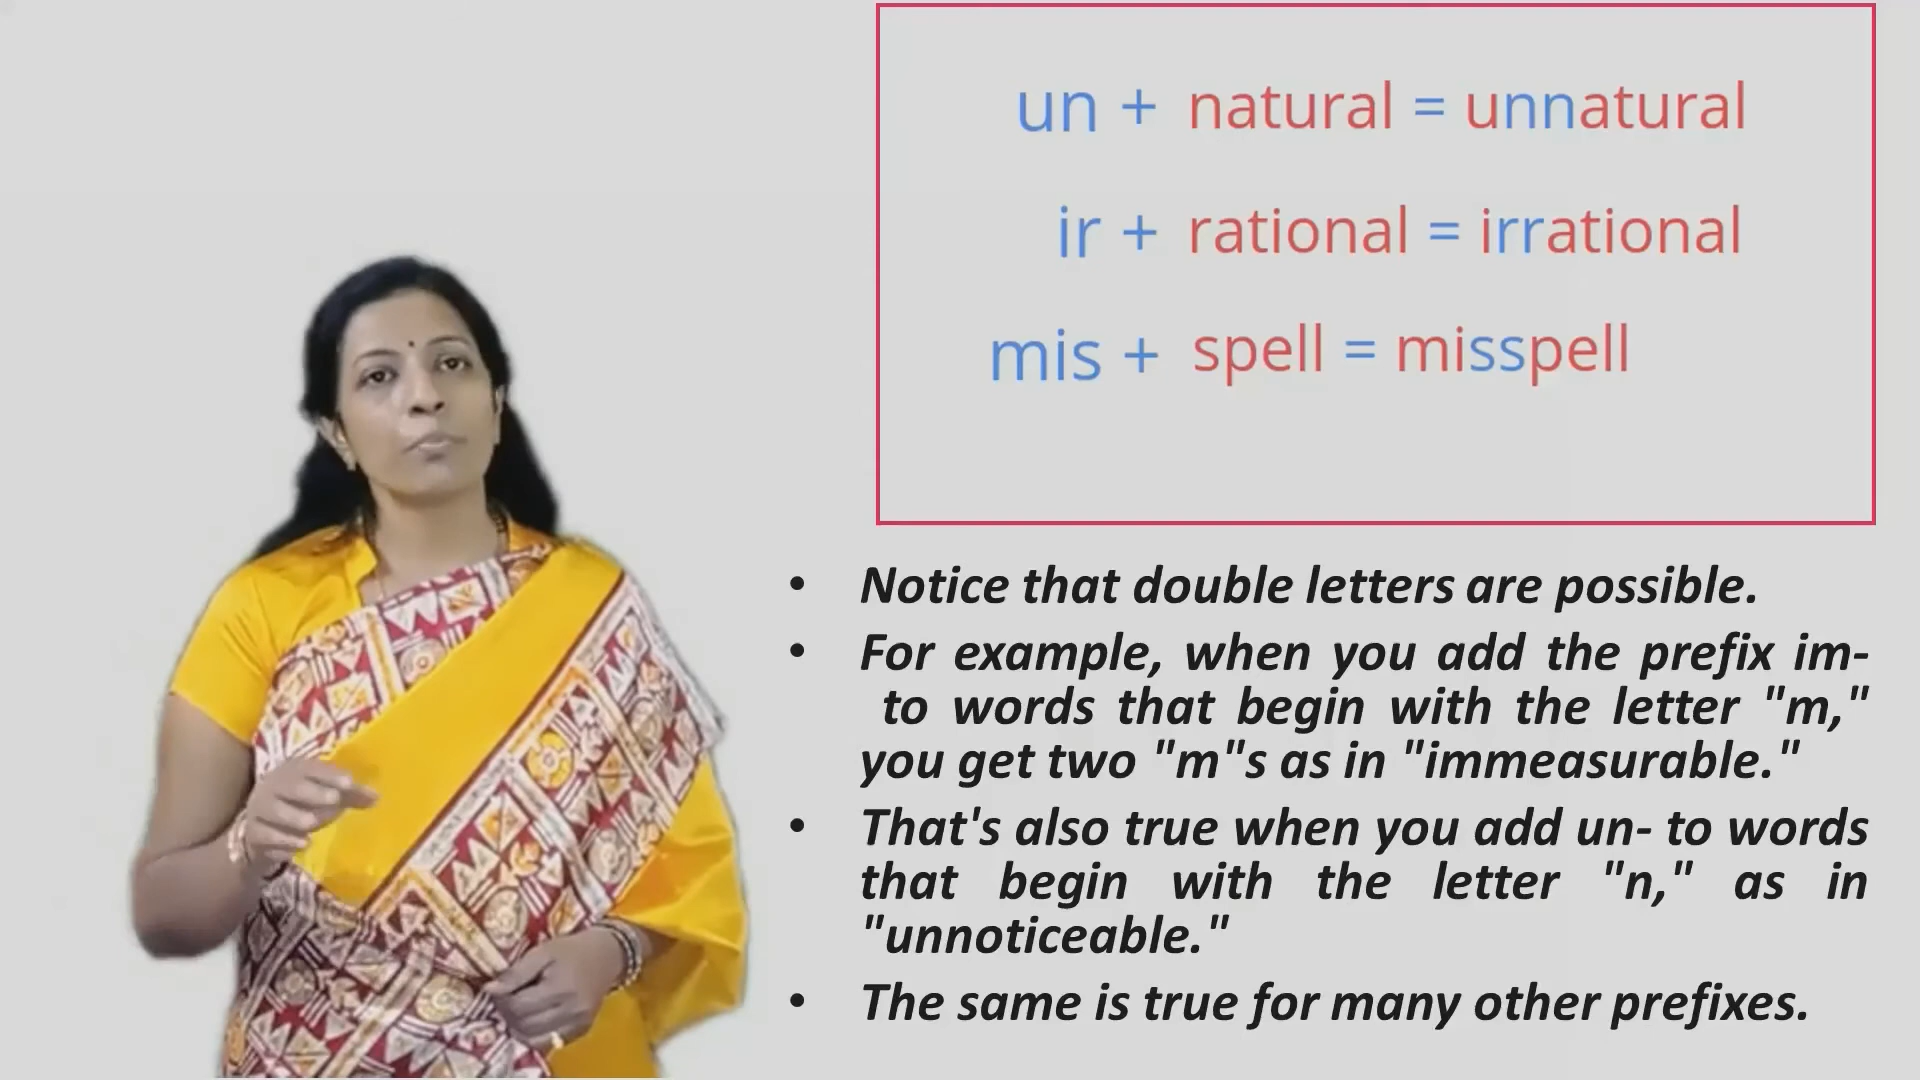 un + natural = unnatural
ir + rational = irrational
mis + spell = misspell
• Notice that double letters are possible.
• For example, when you add the prefix im-
to words that begin with the letter "m,"
you get two "m"s as in "immeasurable."
• That's also true when you add un- to words
that begin with the letter "n," as in
"unnoticeable."
• The same is true for many other prefixes.